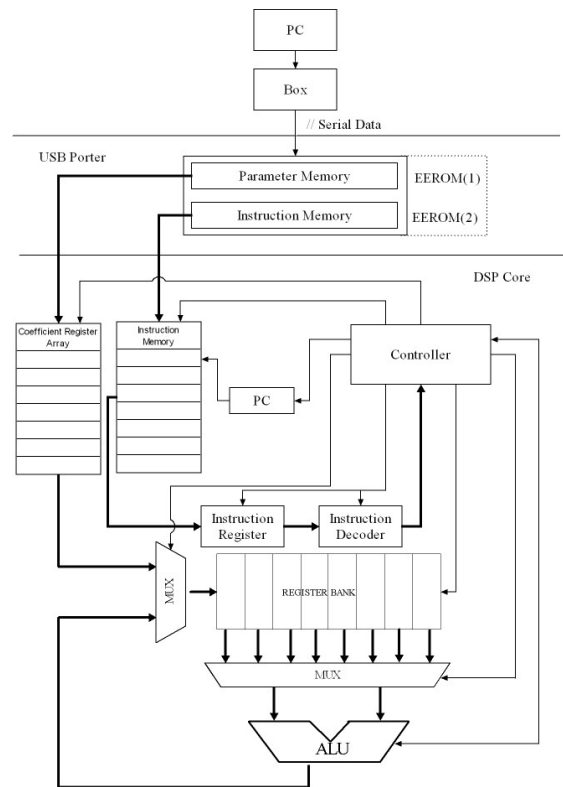 PC
Box
// Serial Data
USB Porter
Parameter Memory
EEROM(1)
Instruction Memory
EEROM(2)
DSP Core
Coefficient Register
Array
Instruction
Memory
Controller
PC
Instruction
Register
Instruction
Decoder
MUX
REGISTER BANK
MUX
ALU